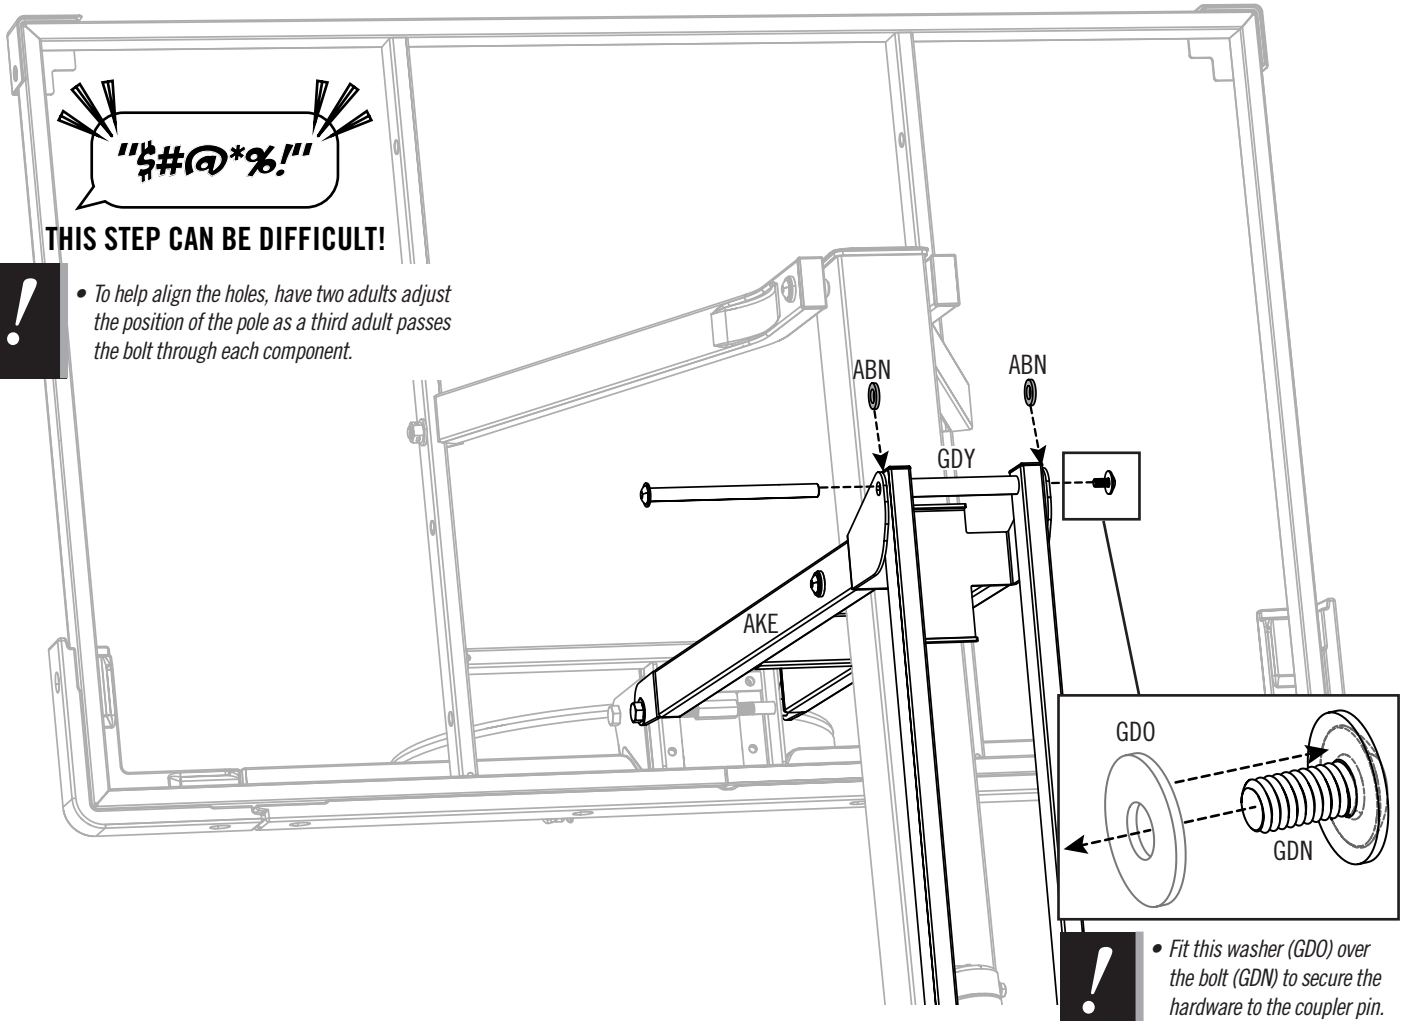 "$#@*%!"
THIS STEP CAN BE DIFFICULT!
!
• To help align the holes, have two adults adjust
the position of the pole as a third adult passes
the bolt through each component.
ABN
ABN
GDY
AKE
GDO
GDN
!
• Fit this washer (GDO) over
the bolt (GDN) to secure the
hardware to the coupler pin.